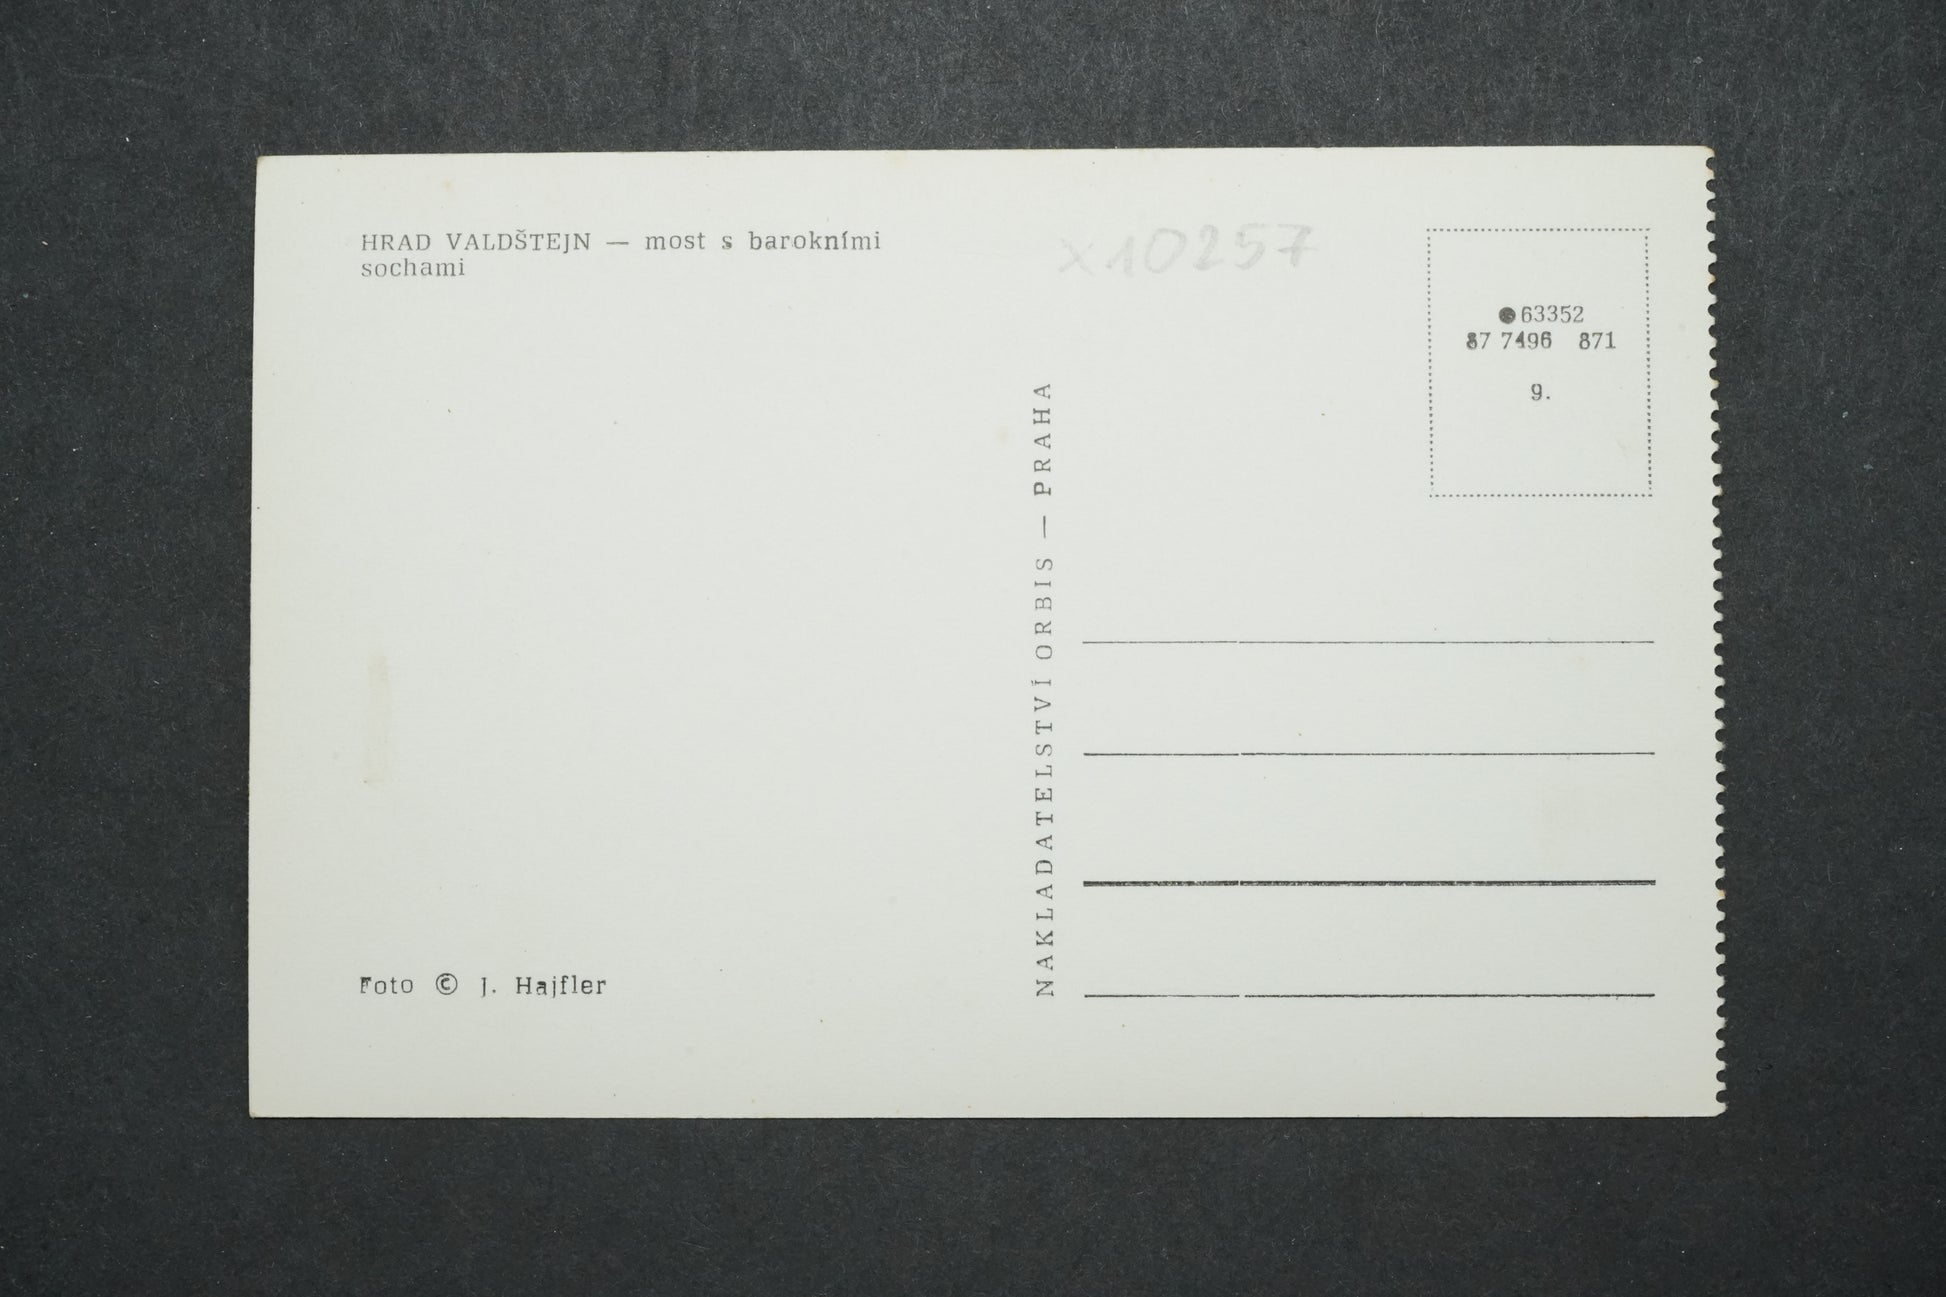 HRAD VALDŠTEJN — most s barokními
sochami
x10257
●63352
87 7496 871
9.
NAKLADATELSTVÍ ORBIS — PRAHA
Foto © J. Hajfler